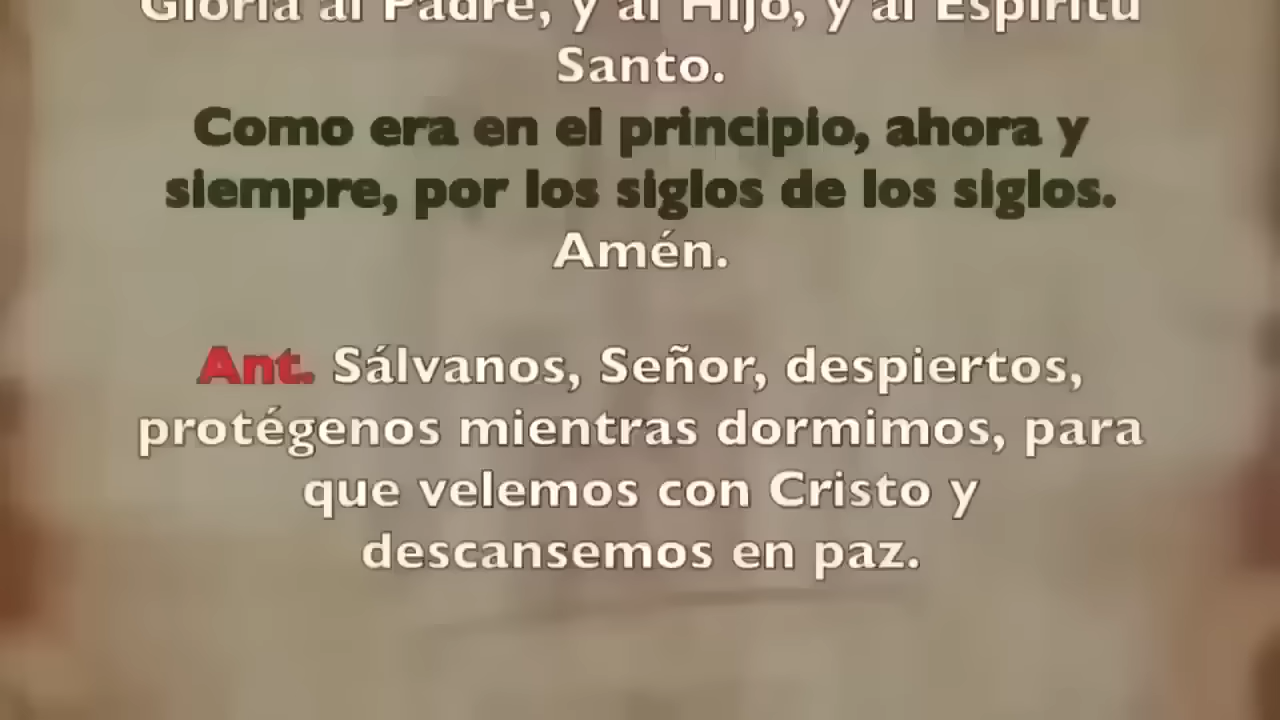 Gloria al Padre, y al Hijo, y al Espíritu
Santo.
Como era en el principio, ahora y
siempre, por los siglos de los siglos.
Amén.
Ant. Sálvanos, Señor, despiertos,
protégenos mientras dormimos, para
que velemos con Cristo y
descansemos en paz.